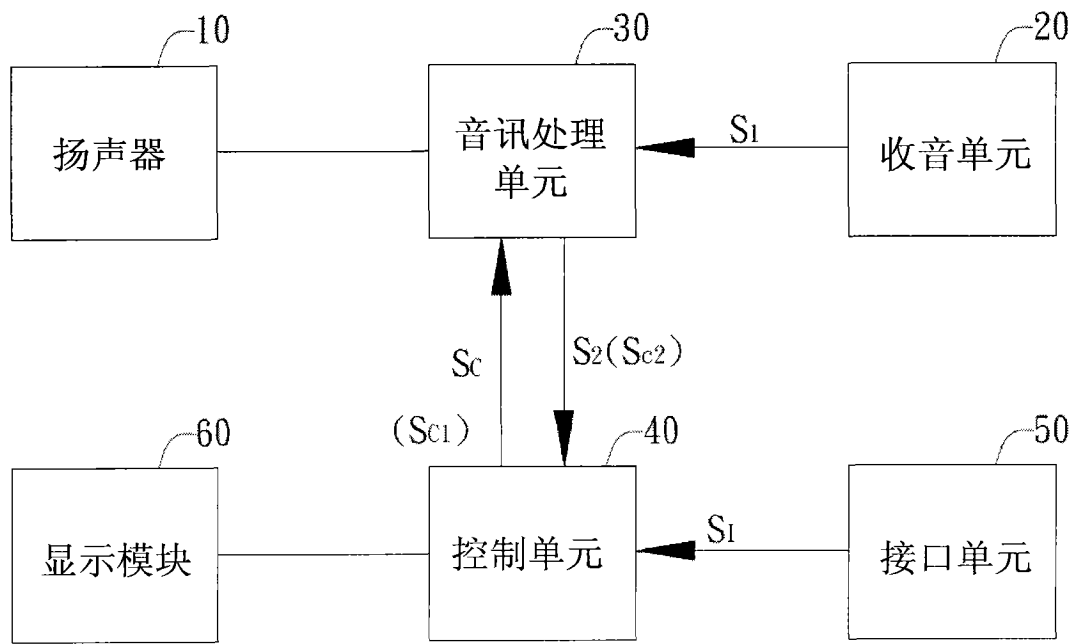 10
30
20
扬声器
音讯处理
单元
S1
收音单元
SC
S2(SC2)
(SC1)
60
40
50
显示模块
控制单元
SI
接口单元